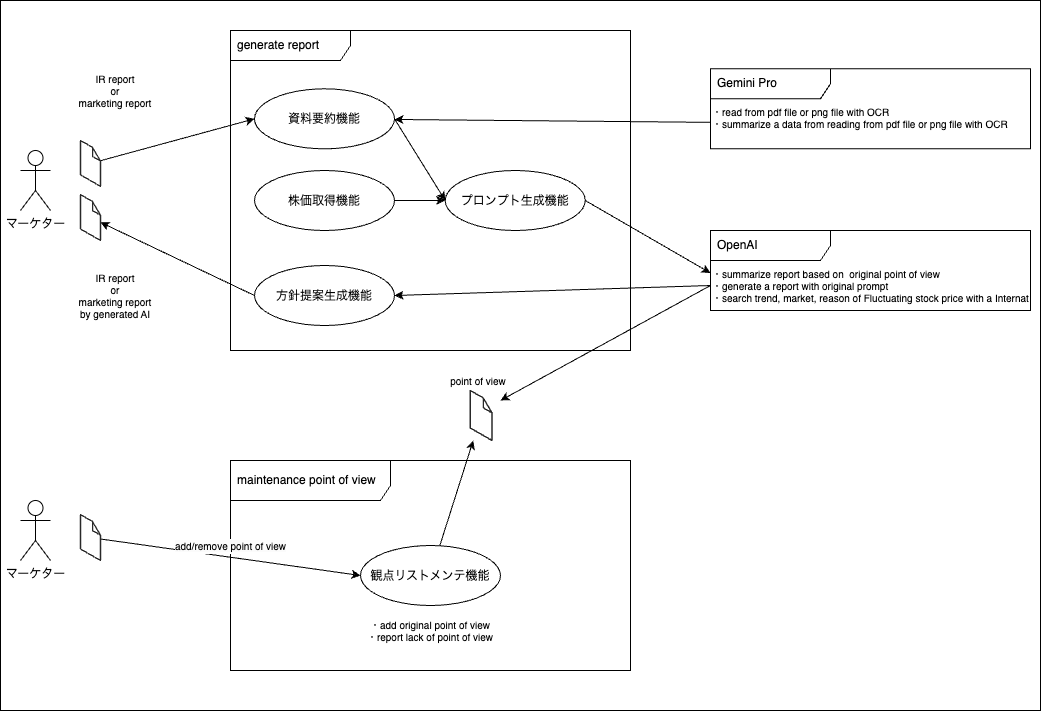 generate report
IR report
or
marketing report
資料要約機能
Gemini Pro
・read from pdf file or png file with OCR
・summarize a data from reading from pdf file or png file with OCR
マーケター
株価取得機能
プロンプト生成機能
OpenAI
・summarize report based on  original point of view
・generate a report with original prompt
・search trend, market, reason of Fluctuating stock price with a Internat
方針提案生成機能
IR report
or
marketing report
by generated AI
point of view
maintenance point of view
マーケター
add/remove point of view
観点リストメンテ機能
・add original point of view
・report lack of point of view